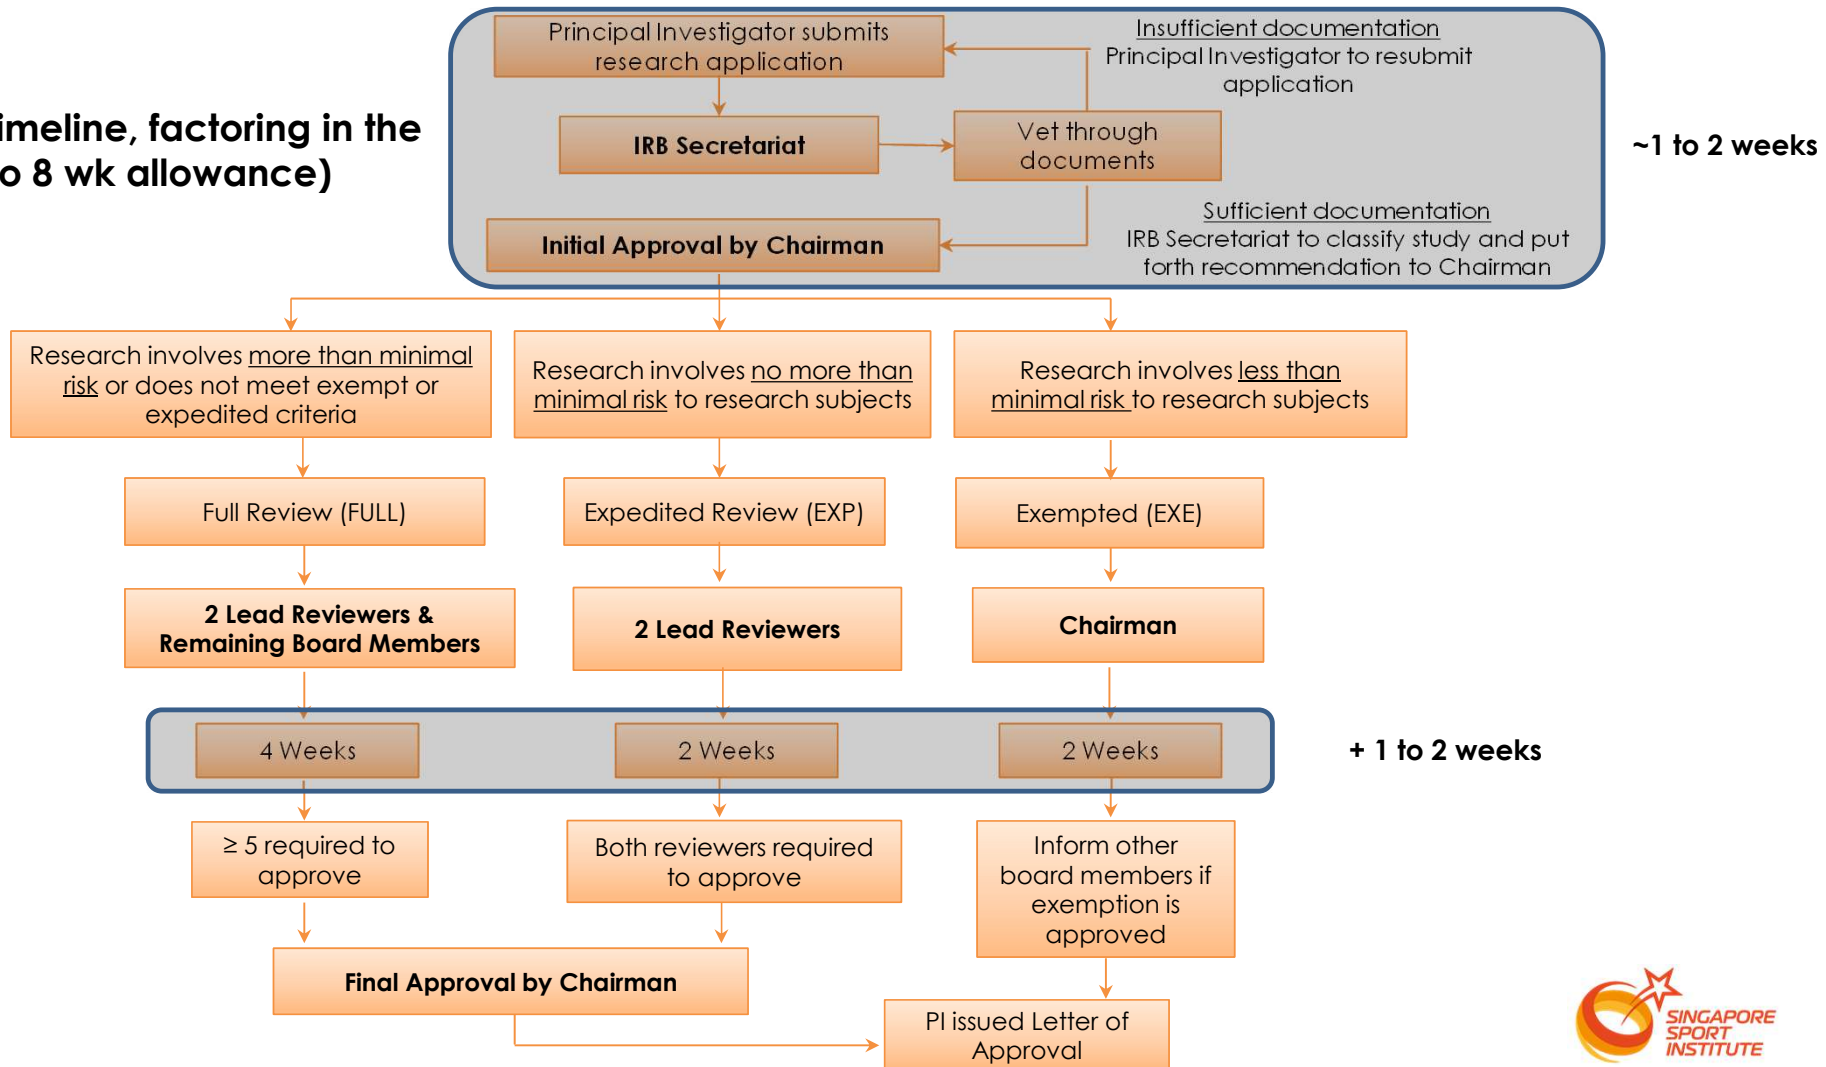 Principal Investigator submits
research application
Insufficient documentation
Principal Investigator to resubmit
application
imeline, factoring in the
o 8 wk allowance)
IRB Secretariat
Vet through
documents
~1 to 2 weeks
Initial Approval by Chairman
Sufficient documentation
IRB Secretariat to classify study and put
forth recommendation to Chairman
Research involves more than minimal
risk or does not meet exempt or
expedited criteria
Research involves no more than
minimal risk to research subjects
Research involves less than
minimal risk to research subjects
Full Review (FULL)
Expedited Review (EXP)
Exempted (EXE)
2 Lead Reviewers &
Remaining Board Members
2 Lead Reviewers
Chairman
4 Weeks
2 Weeks
2 Weeks
+ 1 to 2 weeks
≥ 5 required to
approve
Both reviewers required
to approve
Inform other
board members if
exemption is
approved
Final Approval by Chairman
PI issued Letter of
Approval
SINGAPORE
SPORT
INSTITUTE